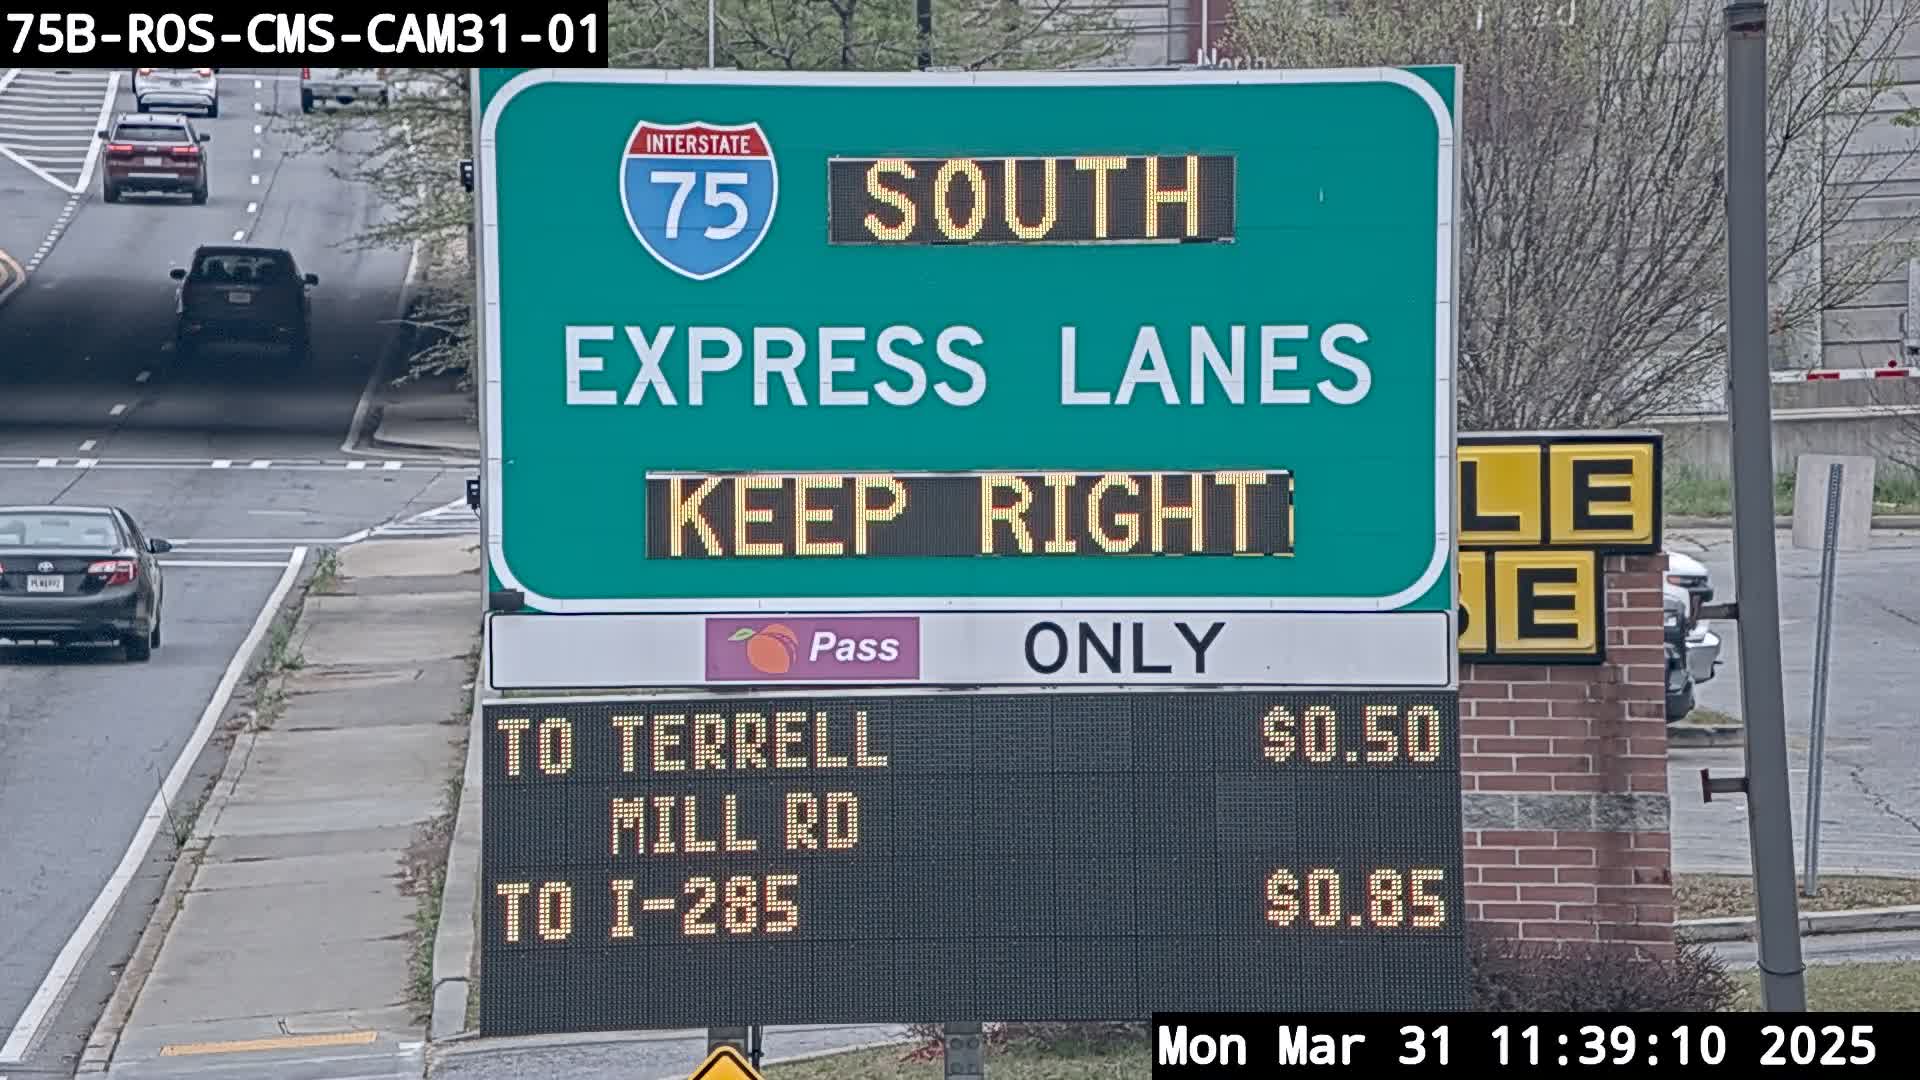 75B-ROS-CMS-CAM31-01
INTERSTATE
75
SOUTH
EXPRESS LANES
KEEP RIGHT
LE
E
Pass ONLY
TO TERRELL $0.50
MILL RD
TO I-285 $0.85
Mon Mar 31 11:39:10 2025